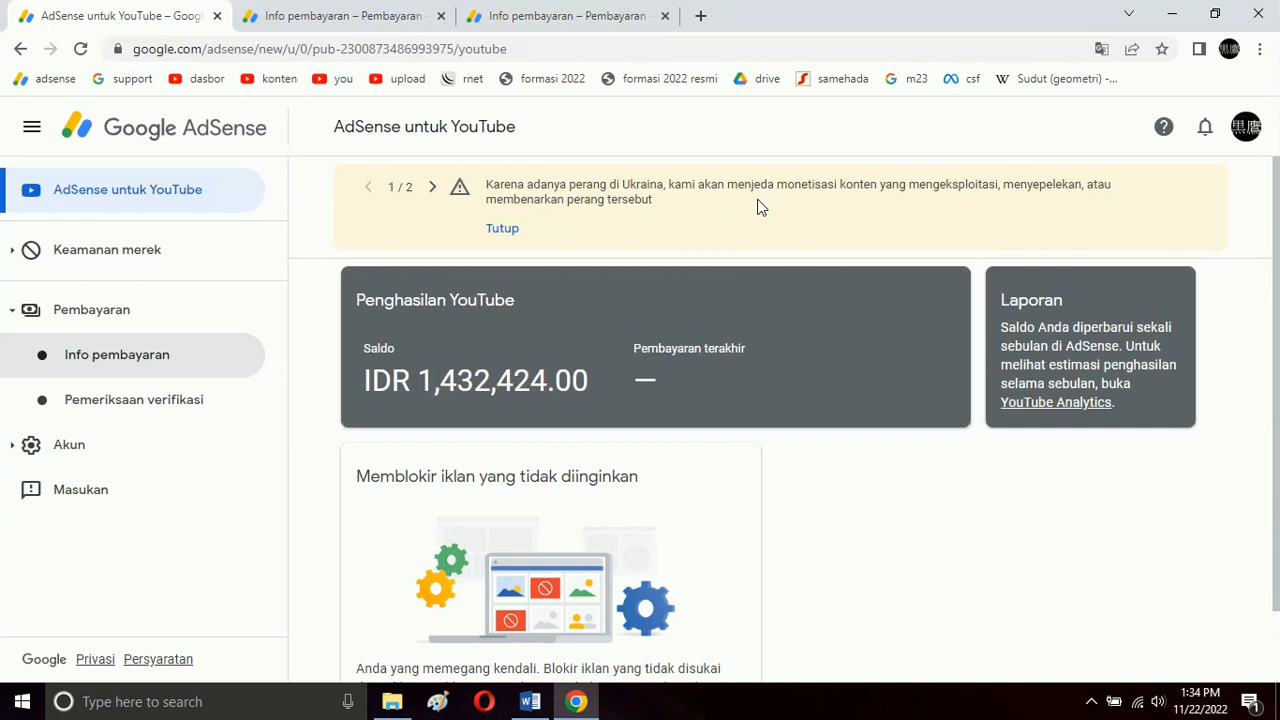 AdSense untuk YouTube – Goog
Info pembayaran – Pembayaran -
Info pembayaran – Pembayaran -
google.com/adsense/new/u/0/pub-2300873486993975/youtube
adsense
support
dasbor
konten
you
upload
rnet
formasi 2022
formasi 2022 resmi
drive
samehada
m23
csf
Sudut (geometri) -...
Google AdSense
AdSense untuk YouTube
黒鷹
AdSense untuk YouTube
Keamanan merek
Pembayaran
Info pembayaran
Pemeriksaan verifikasi
Akun
Masukan
Google Privasi Persyaratan
1 / 2
Karena adanya perang di Ukraina, kami akan menjeda monetisasi konten yang mengeksploitasi, menyepelekan, atau
membenarkan perang tersebut
Tutup
Penghasilan YouTube
Saldo
IDR 1,432,424.00
Pembayaran terakhir
—
Laporan
Saldo Anda diperbarui sekali
sebulan di AdSense. Untuk
melihat estimasi penghasilan
selama sebulan, buka
YouTube Analytics.
Memblokir iklan yang tidak diinginkan
Anda yang memegang kendali. Blokir iklan yang tidak disukai
Type here to search
1:34 PM
11/22/2022
1